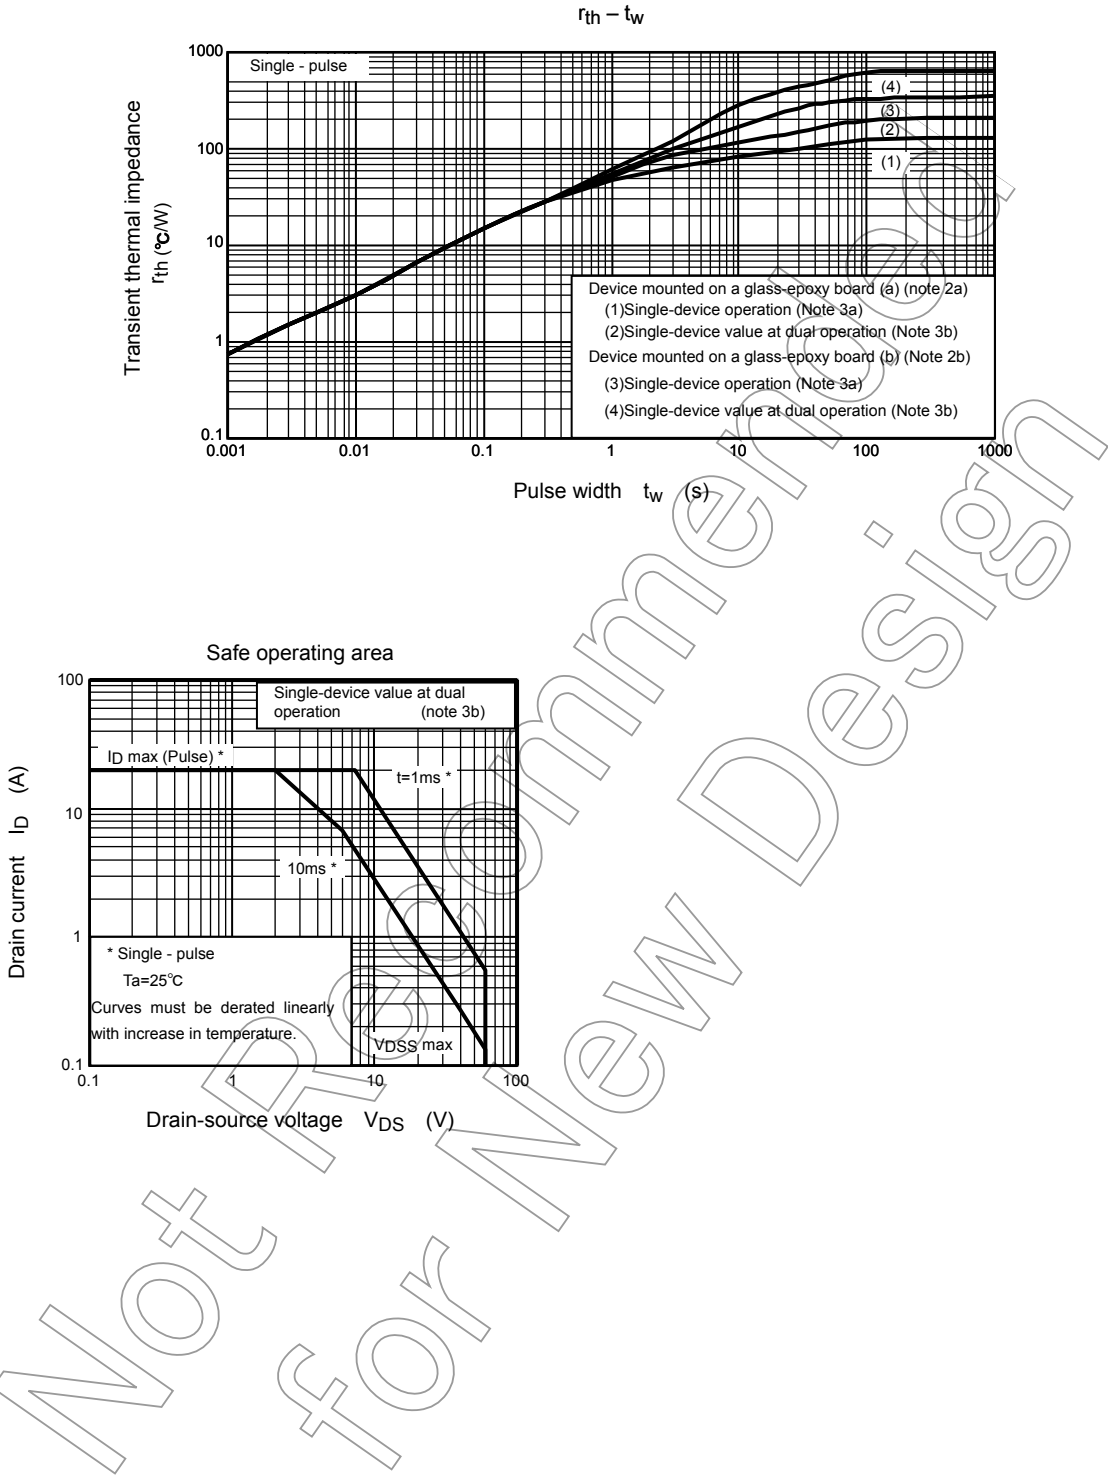 rth – tw
1000
100
10
1
0.1
Transient thermal impedance
rth (℃/W)
Single - pulse
(4)
(3)
(2)
(1)
Device mounted on a glass-epoxy board (a) (note 2a)
(1)Single-device operation (Note 3a)
(2)Single-device value at dual operation (Note 3b)
Device mounted on a glass-epoxy board (b) (Note 2b)
(3)Single-device operation (Note 3a)
(4)Single-device value at dual operation (Note 3b)
0.001 0.01 0.1 1 10 100 1000
Pulse width tw (s)
Safe operating area
100
10
1
0.1
Drain current ID (A)
Single-device value at dual
operation (note 3b)
ID max (Pulse) *
t=1ms *
10ms *
* Single - pulse
Ta=25℃
Curves must be derated linearly
with increase in temperature.
VDSS max
0.1 1 10 100
Drain-source voltage VDS (V)
Not Recommended
for New Design